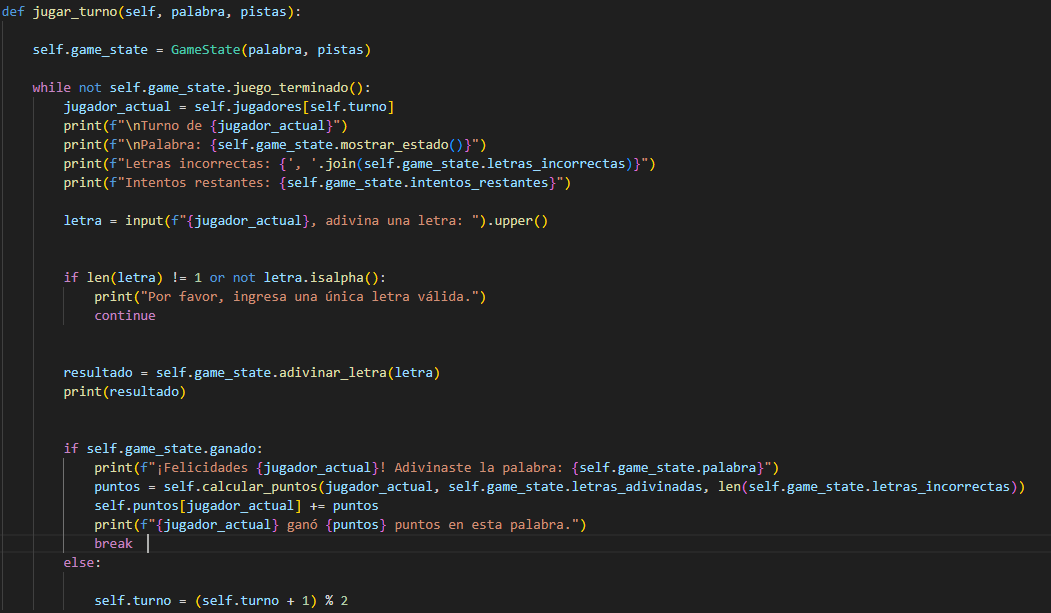 def jugar_turno(self, palabra, pistas):
self.game_state = GameState(palabra, pistas)
while not self.game_state.juego_terminado():
jugador_actual = self.jugadores[self.turno]
print(f"\nTurno de {jugador_actual}")
print(f"\nPalabra: {self.game_state.mostrar_estado()}")
print(f"Letras incorrectas: {', '.join(self.game_state.letras_incorrectas)}")
print(f"Intentos restantes: {self.game_state.intentos_restantes}")
letra = input(f"{jugador_actual}, adivina una letra: ").upper()
if len(letra) != 1 or not letra.isalpha():
print("Por favor, ingresa una única letra válida.")
continue
resultado = self.game_state.adivinar_letra(letra)
print(resultado)
if self.game_state.ganado:
print(f"¡Felicidades {jugador_actual}! Adivinaste la palabra: {self.game_state.palabra}")
puntos = self.calcular_puntos(jugador_actual, self.game_state.letras_adivinadas, len(self.game_state.letras_incorrectas))
self.puntos[jugador_actual] += puntos
print(f"{jugador_actual} ganó {puntos} puntos en esta palabra.")
break
else:
self.turno = (self.turno + 1) % 2